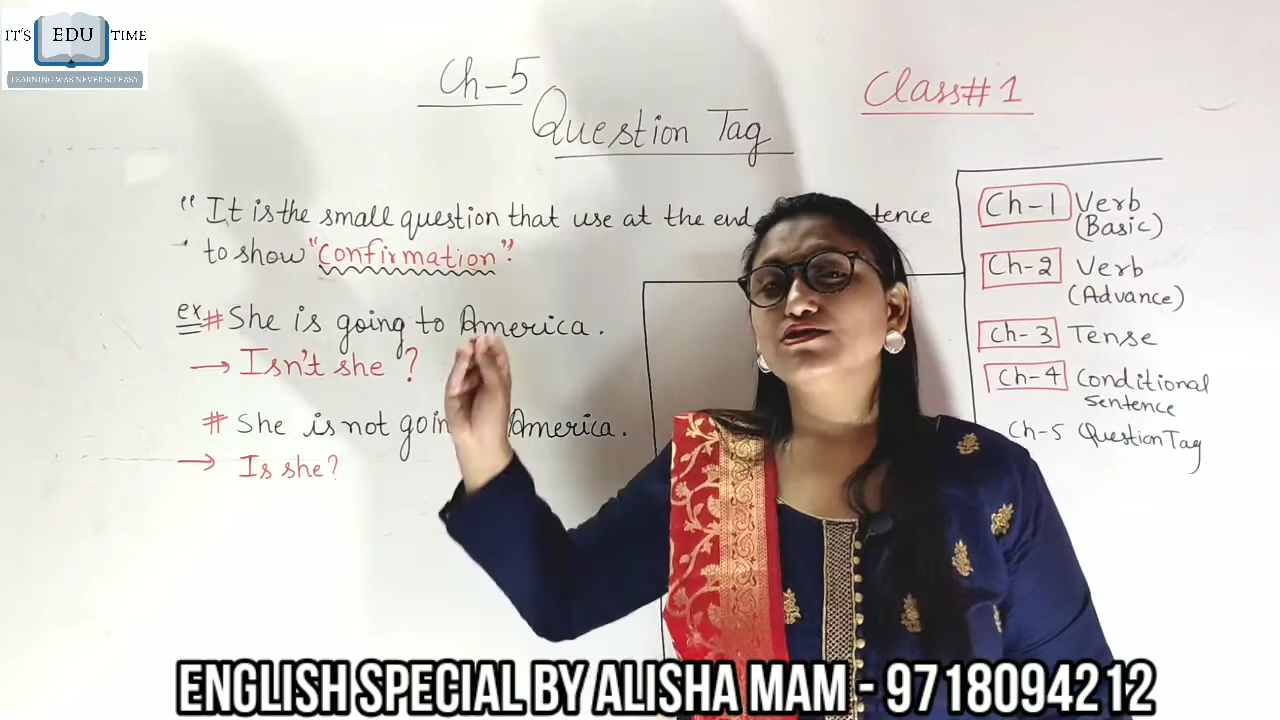 IT'S EDU TIME
LEARNING WAS NEVER SO EASY
Ch-5
Question Tag
Class#1
"It is the small question that use at the end tence
to show "Confirmation"."
ex # She is going to America.
→ Isn't she ?
# She is not goin America.
→ Is she?
Ch-1 Verb
(Basic)
Ch-2 Verb
(Advance)
Ch-3 Tense
Ch-4 Conditional
sentence
Ch-5 Question Tag
ENGLISH SPECIAL BY ALISHA MAM - 9718094212